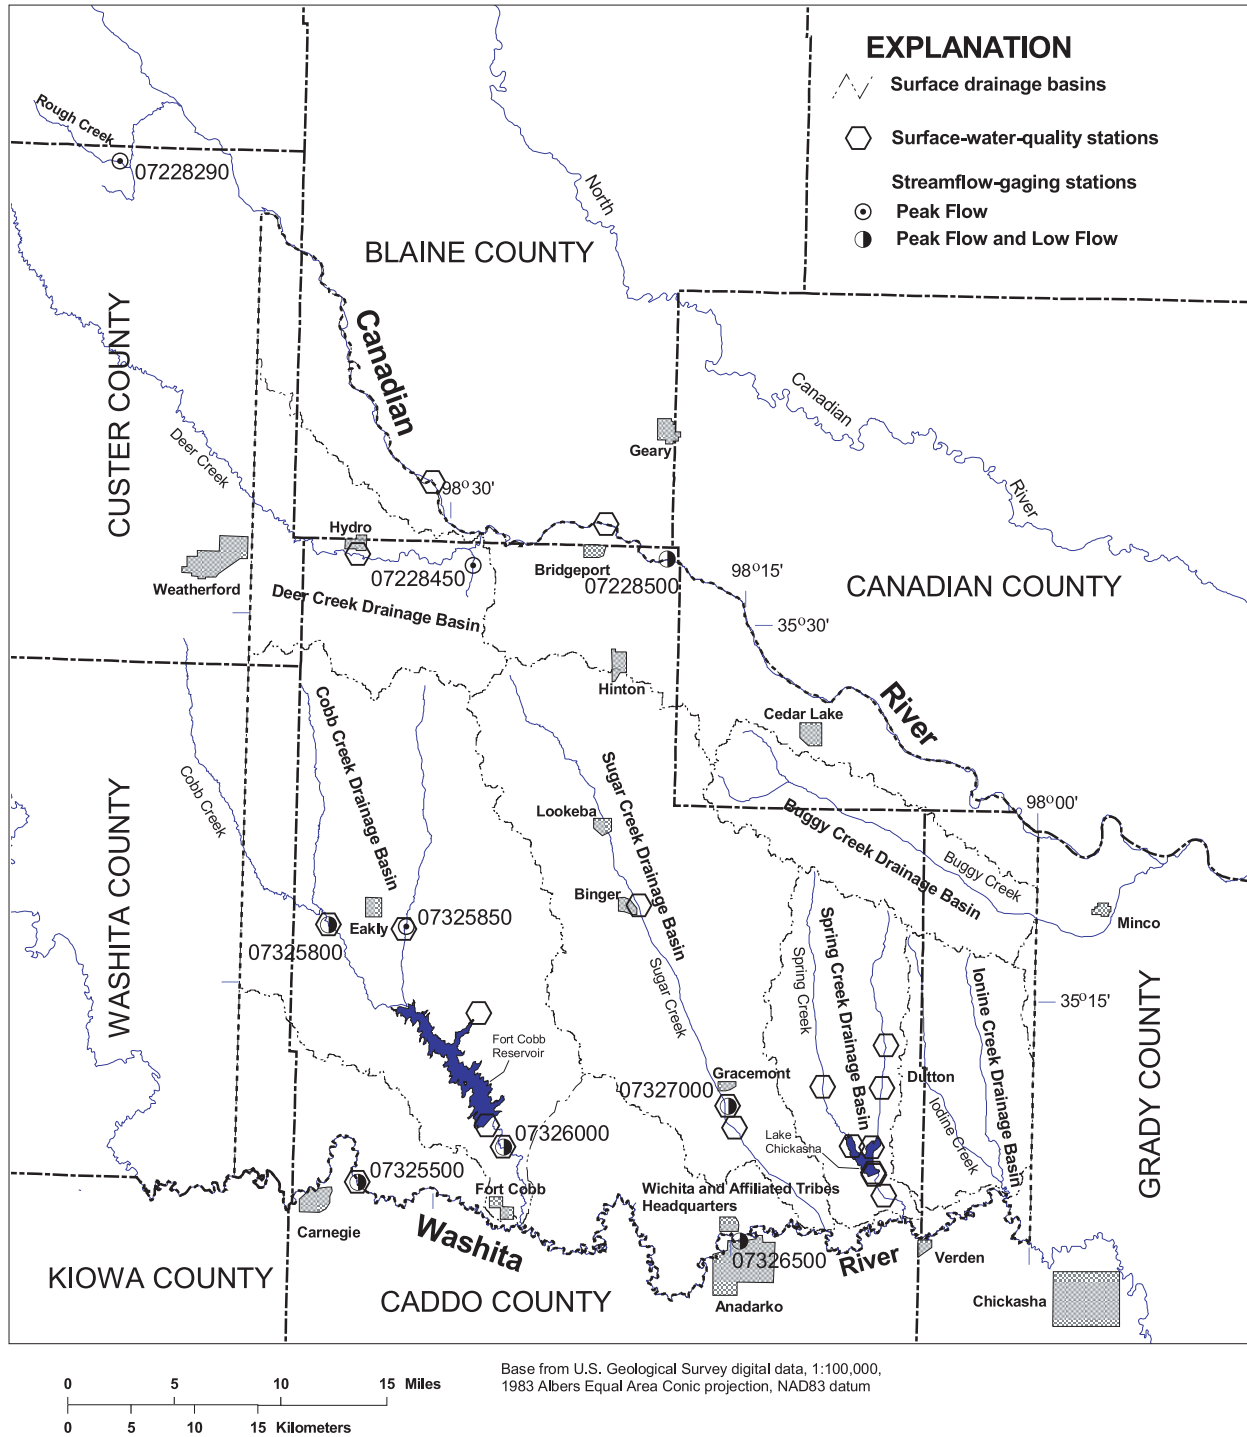 EXPLANATION
Surface drainage basins
Surface-water-quality stations
Streamflow-gaging stations
Peak Flow
Peak Flow and Low Flow
Rough Creek
07228290
North
BLAINE COUNTY
CUSTER COUNTY
Canadian
Canadian
River
Deer Creek
Geary
98º30'
Hydro
Weatherford
07228450
Bridgeport
07228500
98º15'
CANADIAN COUNTY
Deer Creek Drainage Basin
35º30'
Hinton
Cobb Creek Drainage Basin
Cedar Lake
River
Cobb Creek
Sugar Creek Drainage Basin
Lookeba
98º00'
Buggy Creek Drainage Basin
Buggy Creek
WASHITA COUNTY
Binger
07325850
Eakly
07325800
Minco
Spring Creek Drainage Basin
Spring Creek
Sugar Creek
Ionine Creek Drainage Basin
35º15'
GRADY COUNTY
Fort Cobb
Reservoir
Gracemont
07327000
Dutton
Iodine Creek
07326000
Lake
Chickasha
07325500
Fort Cobb
Wichita and Affiliated Tribes
Headquarters
Carnegie
Washita
River
07326500
Verden
KIOWA COUNTY
CADDO COUNTY
Anadarko
Chickasha
0 5 10 15 Miles
0 5 10 15 Kilometers
Base from U.S. Geological Survey digital data, 1:100,000,
1983 Albers Equal Area Conic projection, NAD83 datum